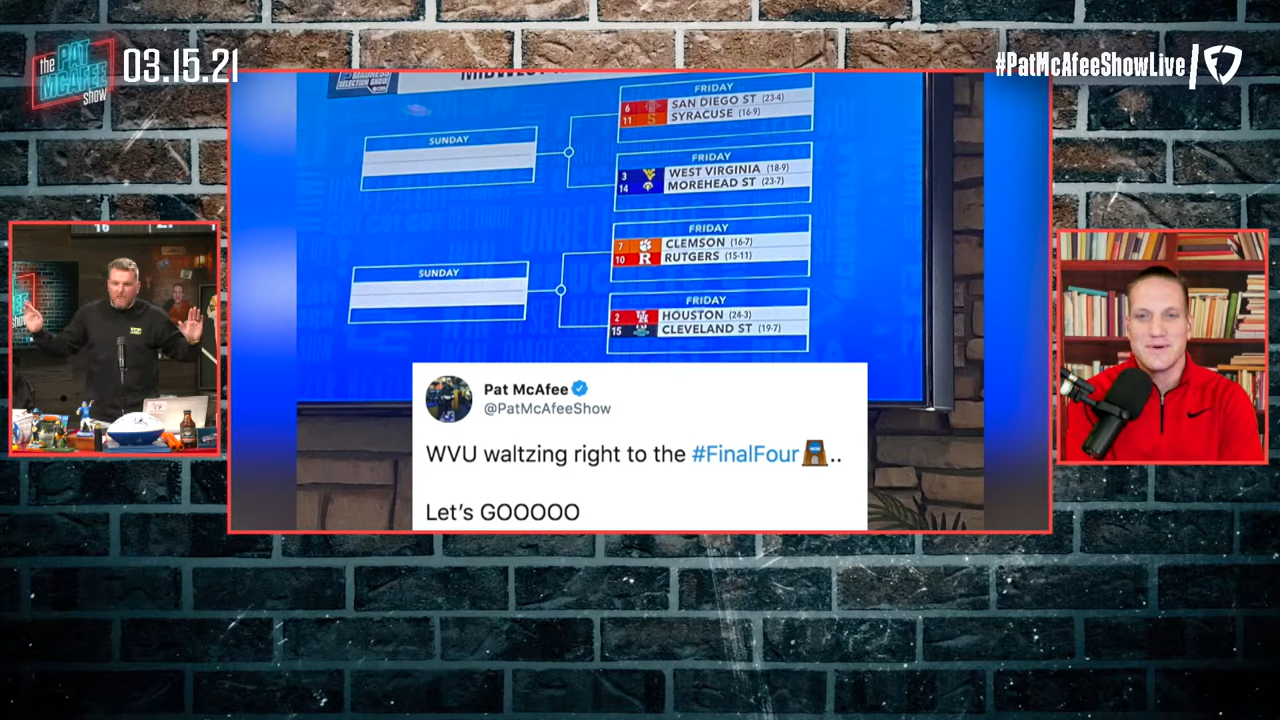 the PAT MCAFEE show
03.15.21
#PatMcAfeeShowLive
MADNESS
SELECTION SHOW
FRIDAY
6 SAN DIEGO ST (23-4)
11 SYRACUSE (16-9)
SUNDAY
FRIDAY
3 WEST VIRGINIA (18-9)
14 MOREHEAD ST (23-7)
FRIDAY
7 CLEMSON (16-7)
10 R RUTGERS (15-11)
SUNDAY
FRIDAY
2 HOUSTON (24-3)
15 CLEVELAND ST (19-7)
Pat McAfee
@PatMcAfeeShow
WVU waltzing right to the #FinalFour..
Let's GOOOOO